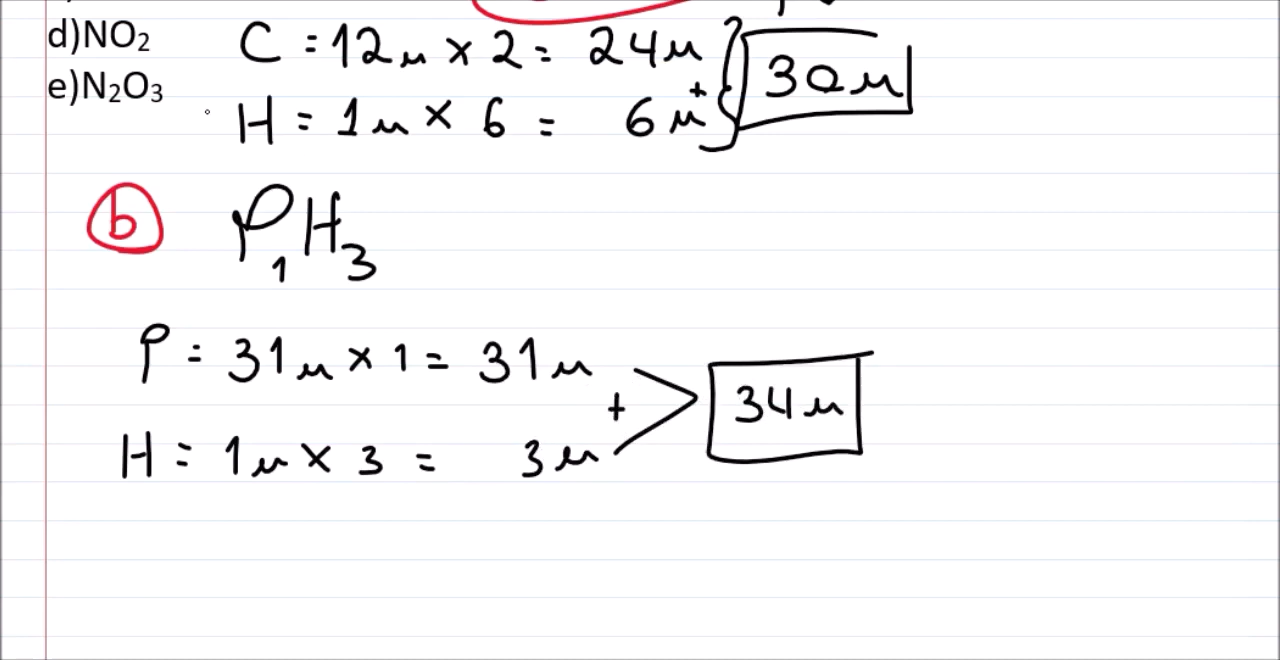 d)NO₂
C = 12u x 2 = 24u
30u
e)N₂O₃
+
H = 1u x 6 = 6u
b P₁H₃
P = 31u x 1 = 31u
+ 34u
H = 1u x 3 = 3u